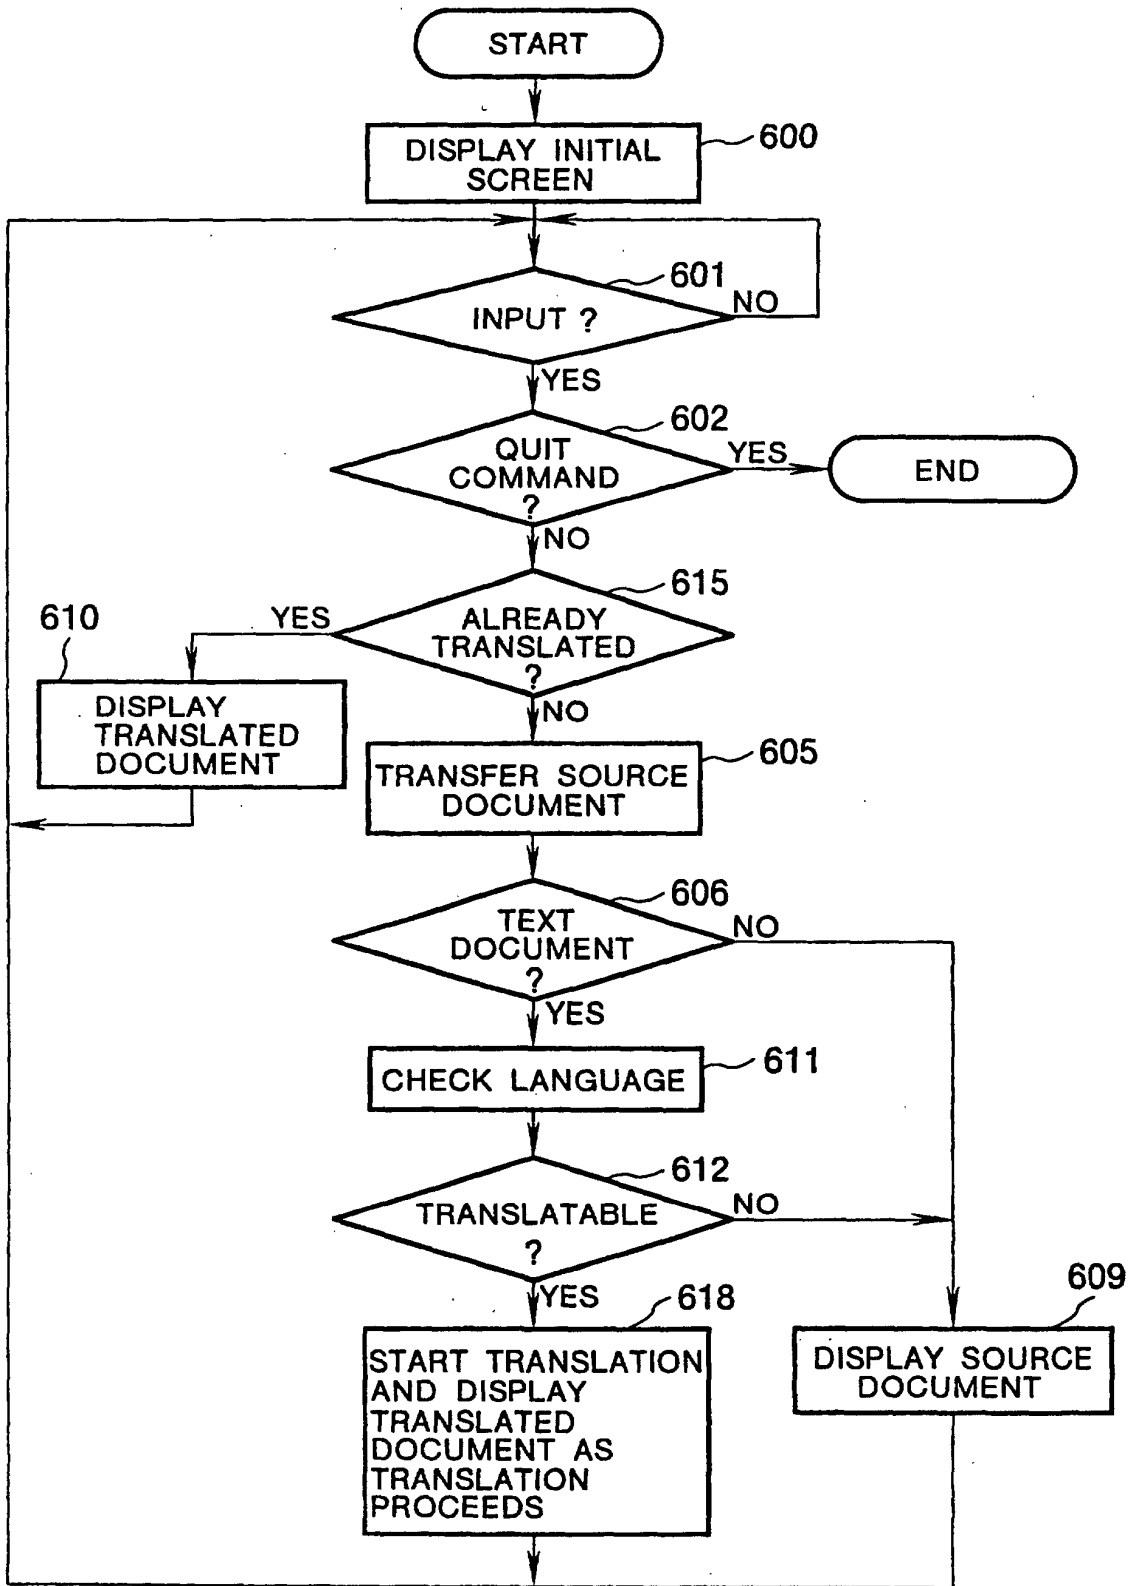 START
DISPLAY INITIAL
SCREEN
600
601
INPUT ?
NO
YES
602
QUIT
COMMAND
?
YES
END
NO
615
ALREADY
TRANSLATED
?
YES
610
DISPLAY
TRANSLATED
DOCUMENT
NO
605
TRANSFER SOURCE
DOCUMENT
606
TEXT
DOCUMENT
?
NO
YES
CHECK LANGUAGE
611
612
TRANSLATABLE
?
NO
YES
618
START TRANSLATION
AND DISPLAY
TRANSLATED
DOCUMENT AS
TRANSLATION
PROCEEDS
609
DISPLAY SOURCE
DOCUMENT